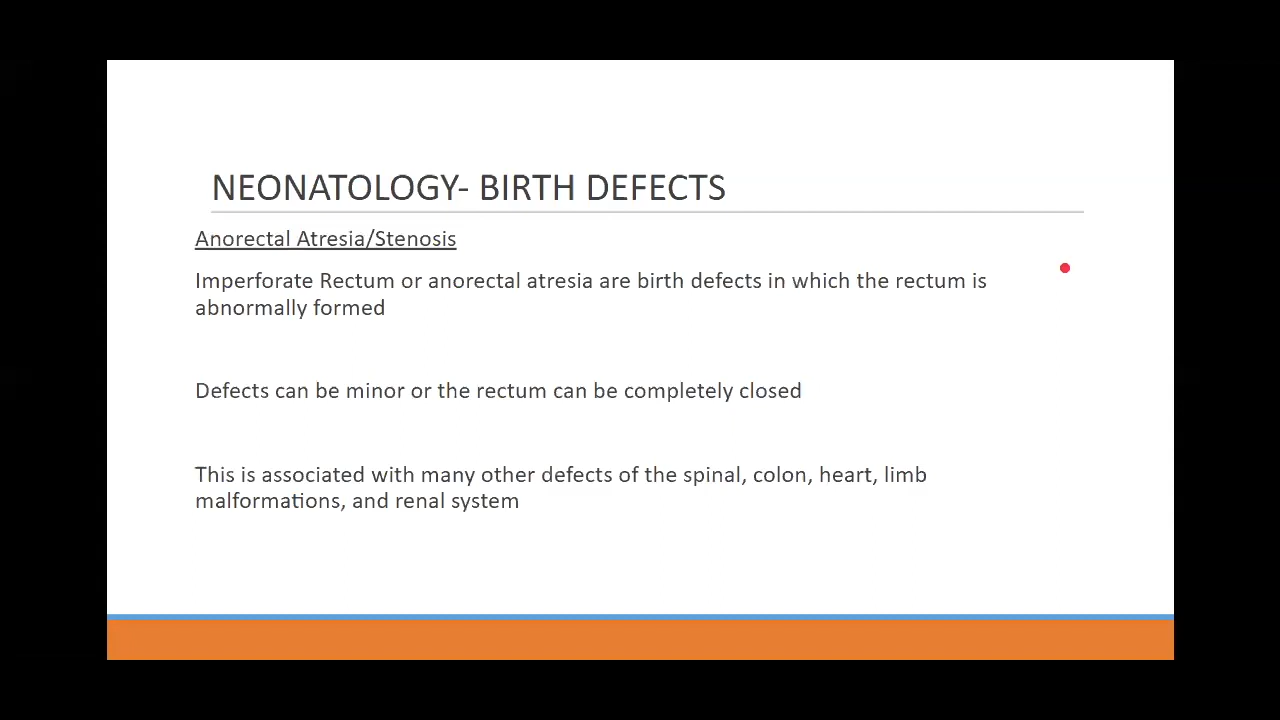 NEONATOLOGY- BIRTH DEFECTS
Anorectal Atresia/Stenosis
Imperforate Rectum or anorectal atresia are birth defects in which the rectum is
abnormally formed
Defects can be minor or the rectum can be completely closed
This is associated with many other defects of the spinal, colon, heart, limb
malformations, and renal system